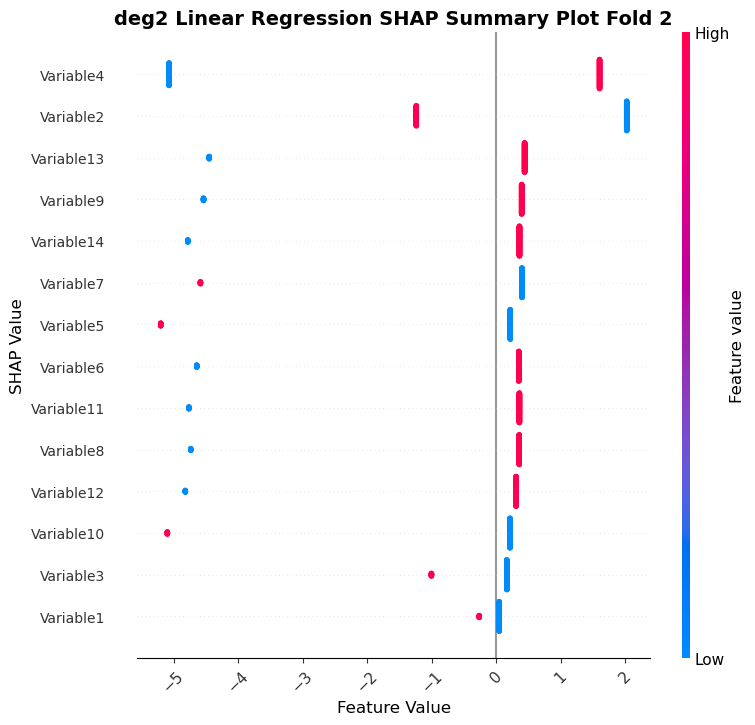 deg2 Linear Regression SHAP Summary Plot Fold 2
High
Variable4
Variable2
Variable13
Variable9
Variable14
Variable7
Variable5
Variable6
Variable11
Variable8
Variable12
Variable10
Variable3
Variable1
SHAP Value
Feature value
Low
−5 −4 −3 −2 −1 0 1 2
Feature Value